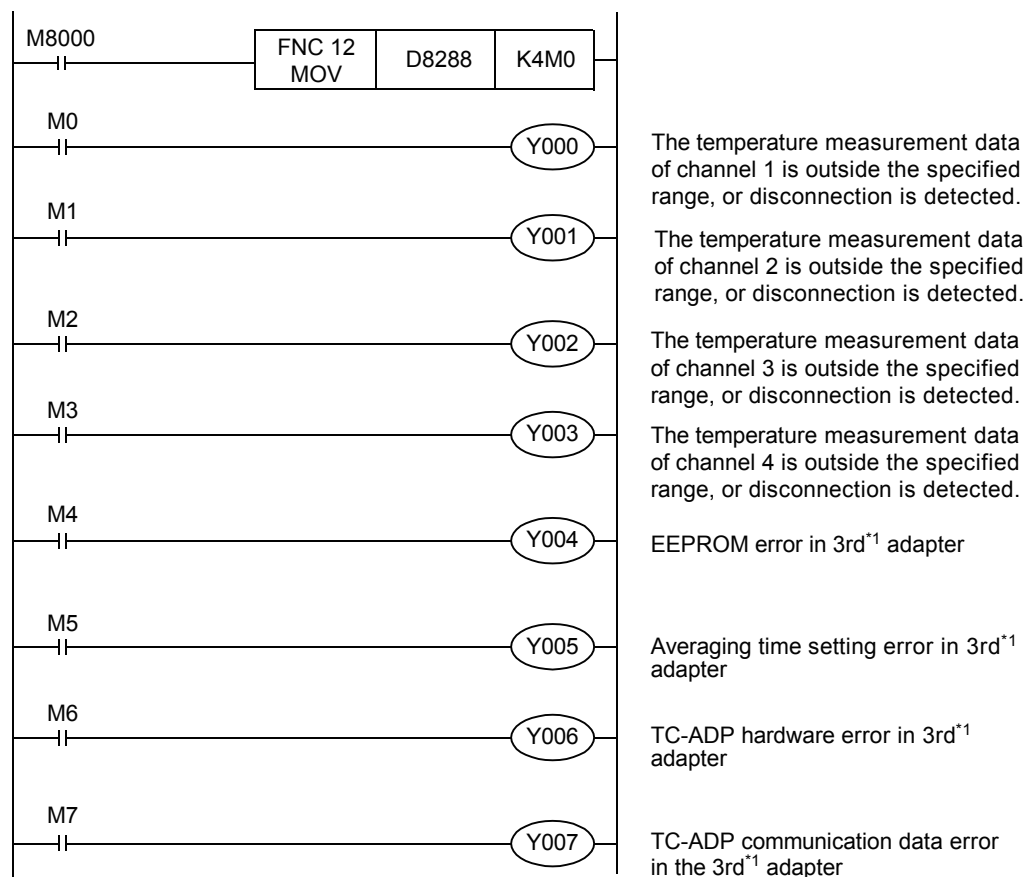 M8000
FNC 12
MOV
D8288
K4M0
M0
Y000
The temperature measurement data
of channel 1 is outside the specified
range, or disconnection is detected.
M1
Y001
The temperature measurement data
of channel 2 is outside the specified
range, or disconnection is detected.
M2
Y002
The temperature measurement data
of channel 3 is outside the specified
range, or disconnection is detected.
M3
Y003
The temperature measurement data
of channel 4 is outside the specified
range, or disconnection is detected.
M4
Y004
EEPROM error in 3rd*1 adapter
M5
Y005
Averaging time setting error in 3rd*1
adapter
M6
Y006
TC-ADP hardware error in 3rd*1
adapter
M7
Y007
TC-ADP communication data error
in the 3rd*1 adapter